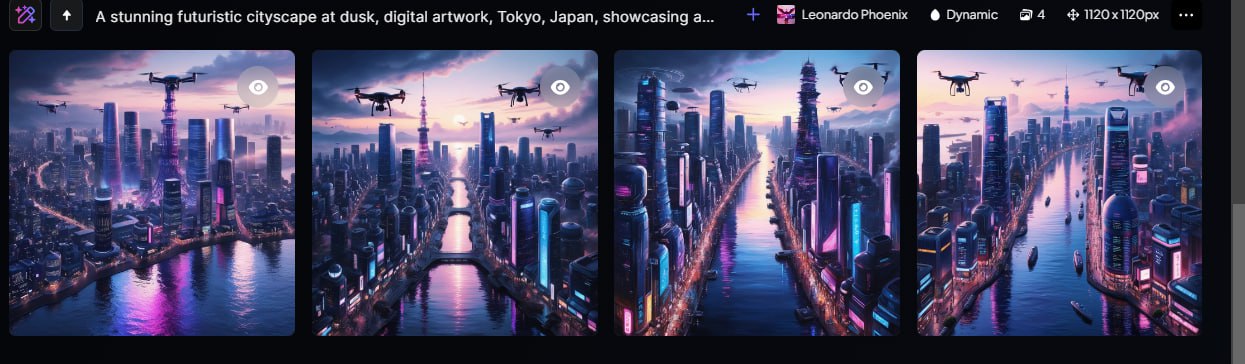 A stunning futuristic cityscape at dusk, digital artwork, Tokyo, Japan, showcasing a... Leonardo Phoenix Dynamic 4 1120 x 1120px